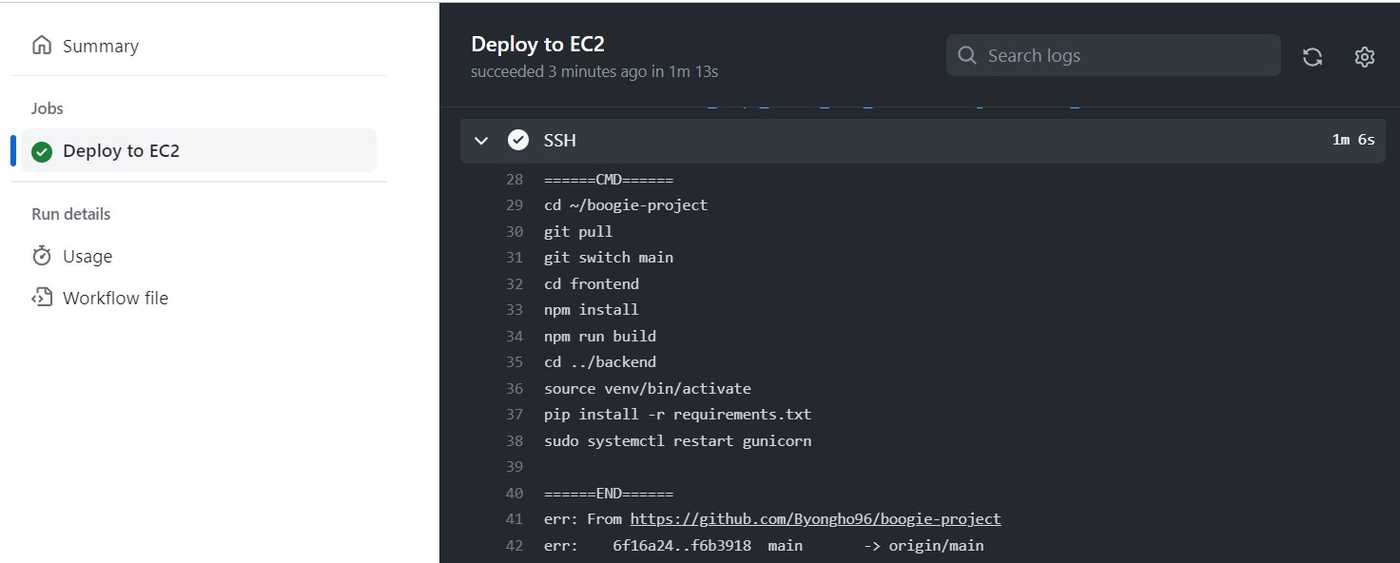 Summary
Jobs
Deploy to EC2
Run details
Usage
Workflow file
Deploy to EC2
succeeded 3 minutes ago in 1m 13s
Search logs
SSH 1m 6s
28 ======CMD======
29 cd ~/boogie-project
30 git pull
31 git switch main
32 cd frontend
33 npm install
34 npm run build
35 cd ../backend
36 source venv/bin/activate
37 pip install -r requirements.txt
38 sudo systemctl restart gunicorn
39
40 ======END======
41 err: From https://github.com/Byongho96/boogie-project
42 err:    6f16a24..f6b3918  main       -> origin/main